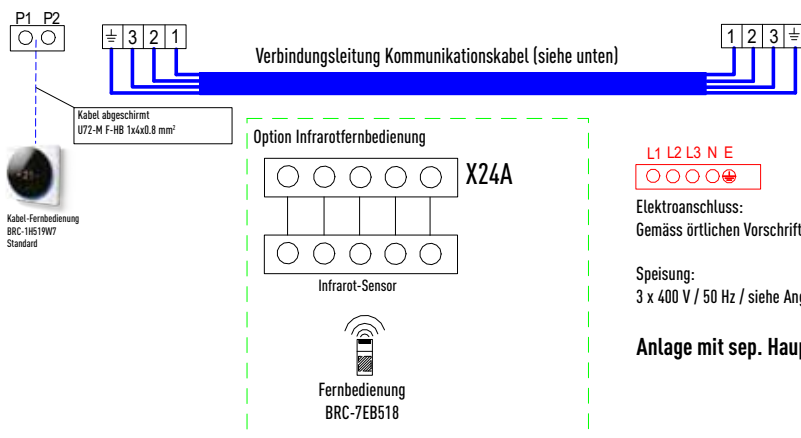 P1 P2
3 2 1
1 2 3
Verbindungsleitung Kommunikationskabel (siehe unten)
Kabel abgeschirmt
U72-M F-HB 1x4x0.8 mm²
Kabel-Fernbedienung
BRC-1H519W7
Standard
Option Infrarotfernbedienung
X24A
Infrarot-Sensor
Fernbedienung
BRC-7EB518
L1 L2 L3 N E
Elektroanschluss:
Gemäss örtlichen Vorschrift
Speisung:
3 x 400 V / 50 Hz / siehe Ang
Anlage mit sep. Haup